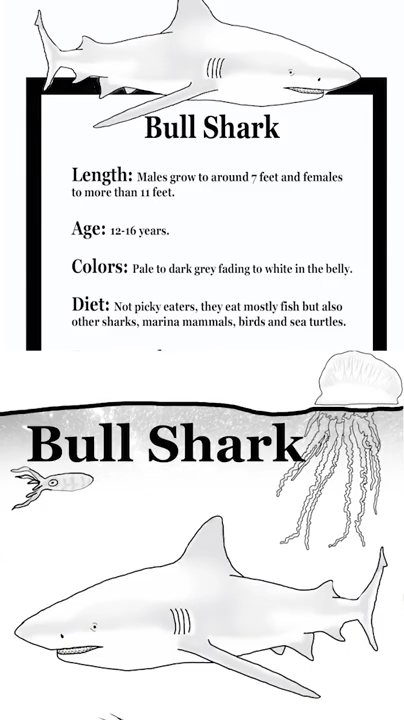 Bull Shark
Length: Males grow to around 7 feet and females
to more than 11 feet.
Age: 12-16 years.
Colors: Pale to dark grey fading to white in the belly.
Diet: Not picky eaters, they eat mostly fish but also
other sharks, marina mammals, birds and sea turtles.
Bull Shark